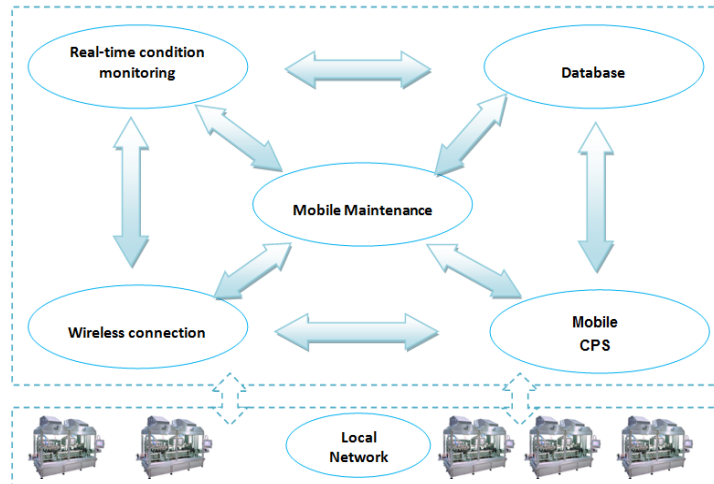 Real-time condition
monitoring
Database
Mobile Maintenance
Wireless connection
Mobile
CPS
Local
Network